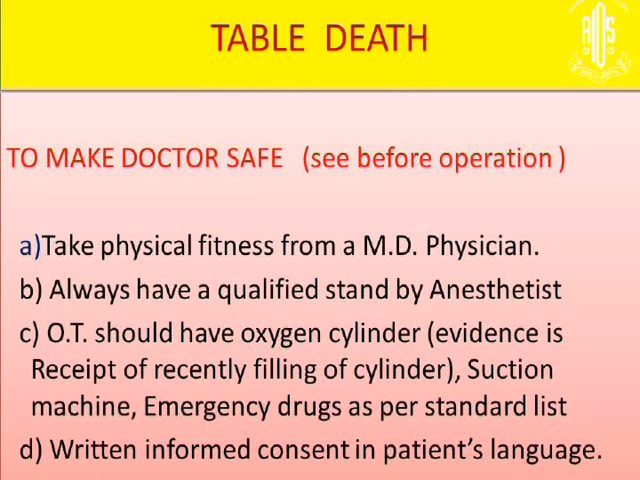 TABLE DEATH
TO MAKE DOCTOR SAFE (see before operation )
a)Take physical fitness from a M.D. Physician.
b) Always have a qualified stand by Anesthetist
c) O.T. should have oxygen cylinder (evidence is
Receipt of recently filling of cylinder), Suction
machine, Emergency drugs as per standard list
d) Written informed consent in patient's language.